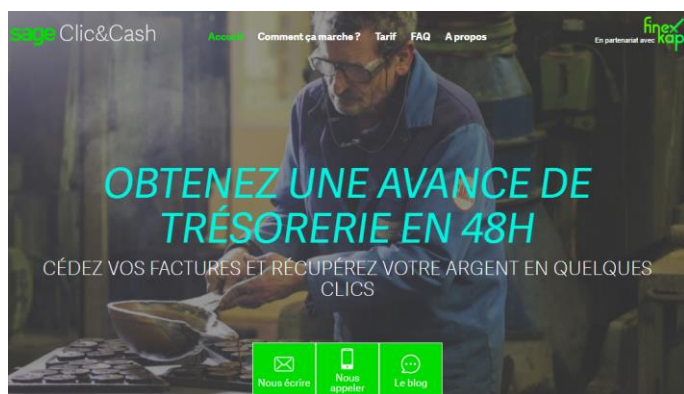 sage Clic&Cash
Accueil Comment ça marche ? Tarif FAQ A propos
En partenariat avec finexkap
OBTENEZ UNE AVANCE DE
TRÉSORERIE EN 48H
CÉDEZ VOS FACTURES ET RÉCUPÉREZ VOTRE ARGENT EN QUELQUES
CLICS
Nous écrire
Nous appeler
Le blog